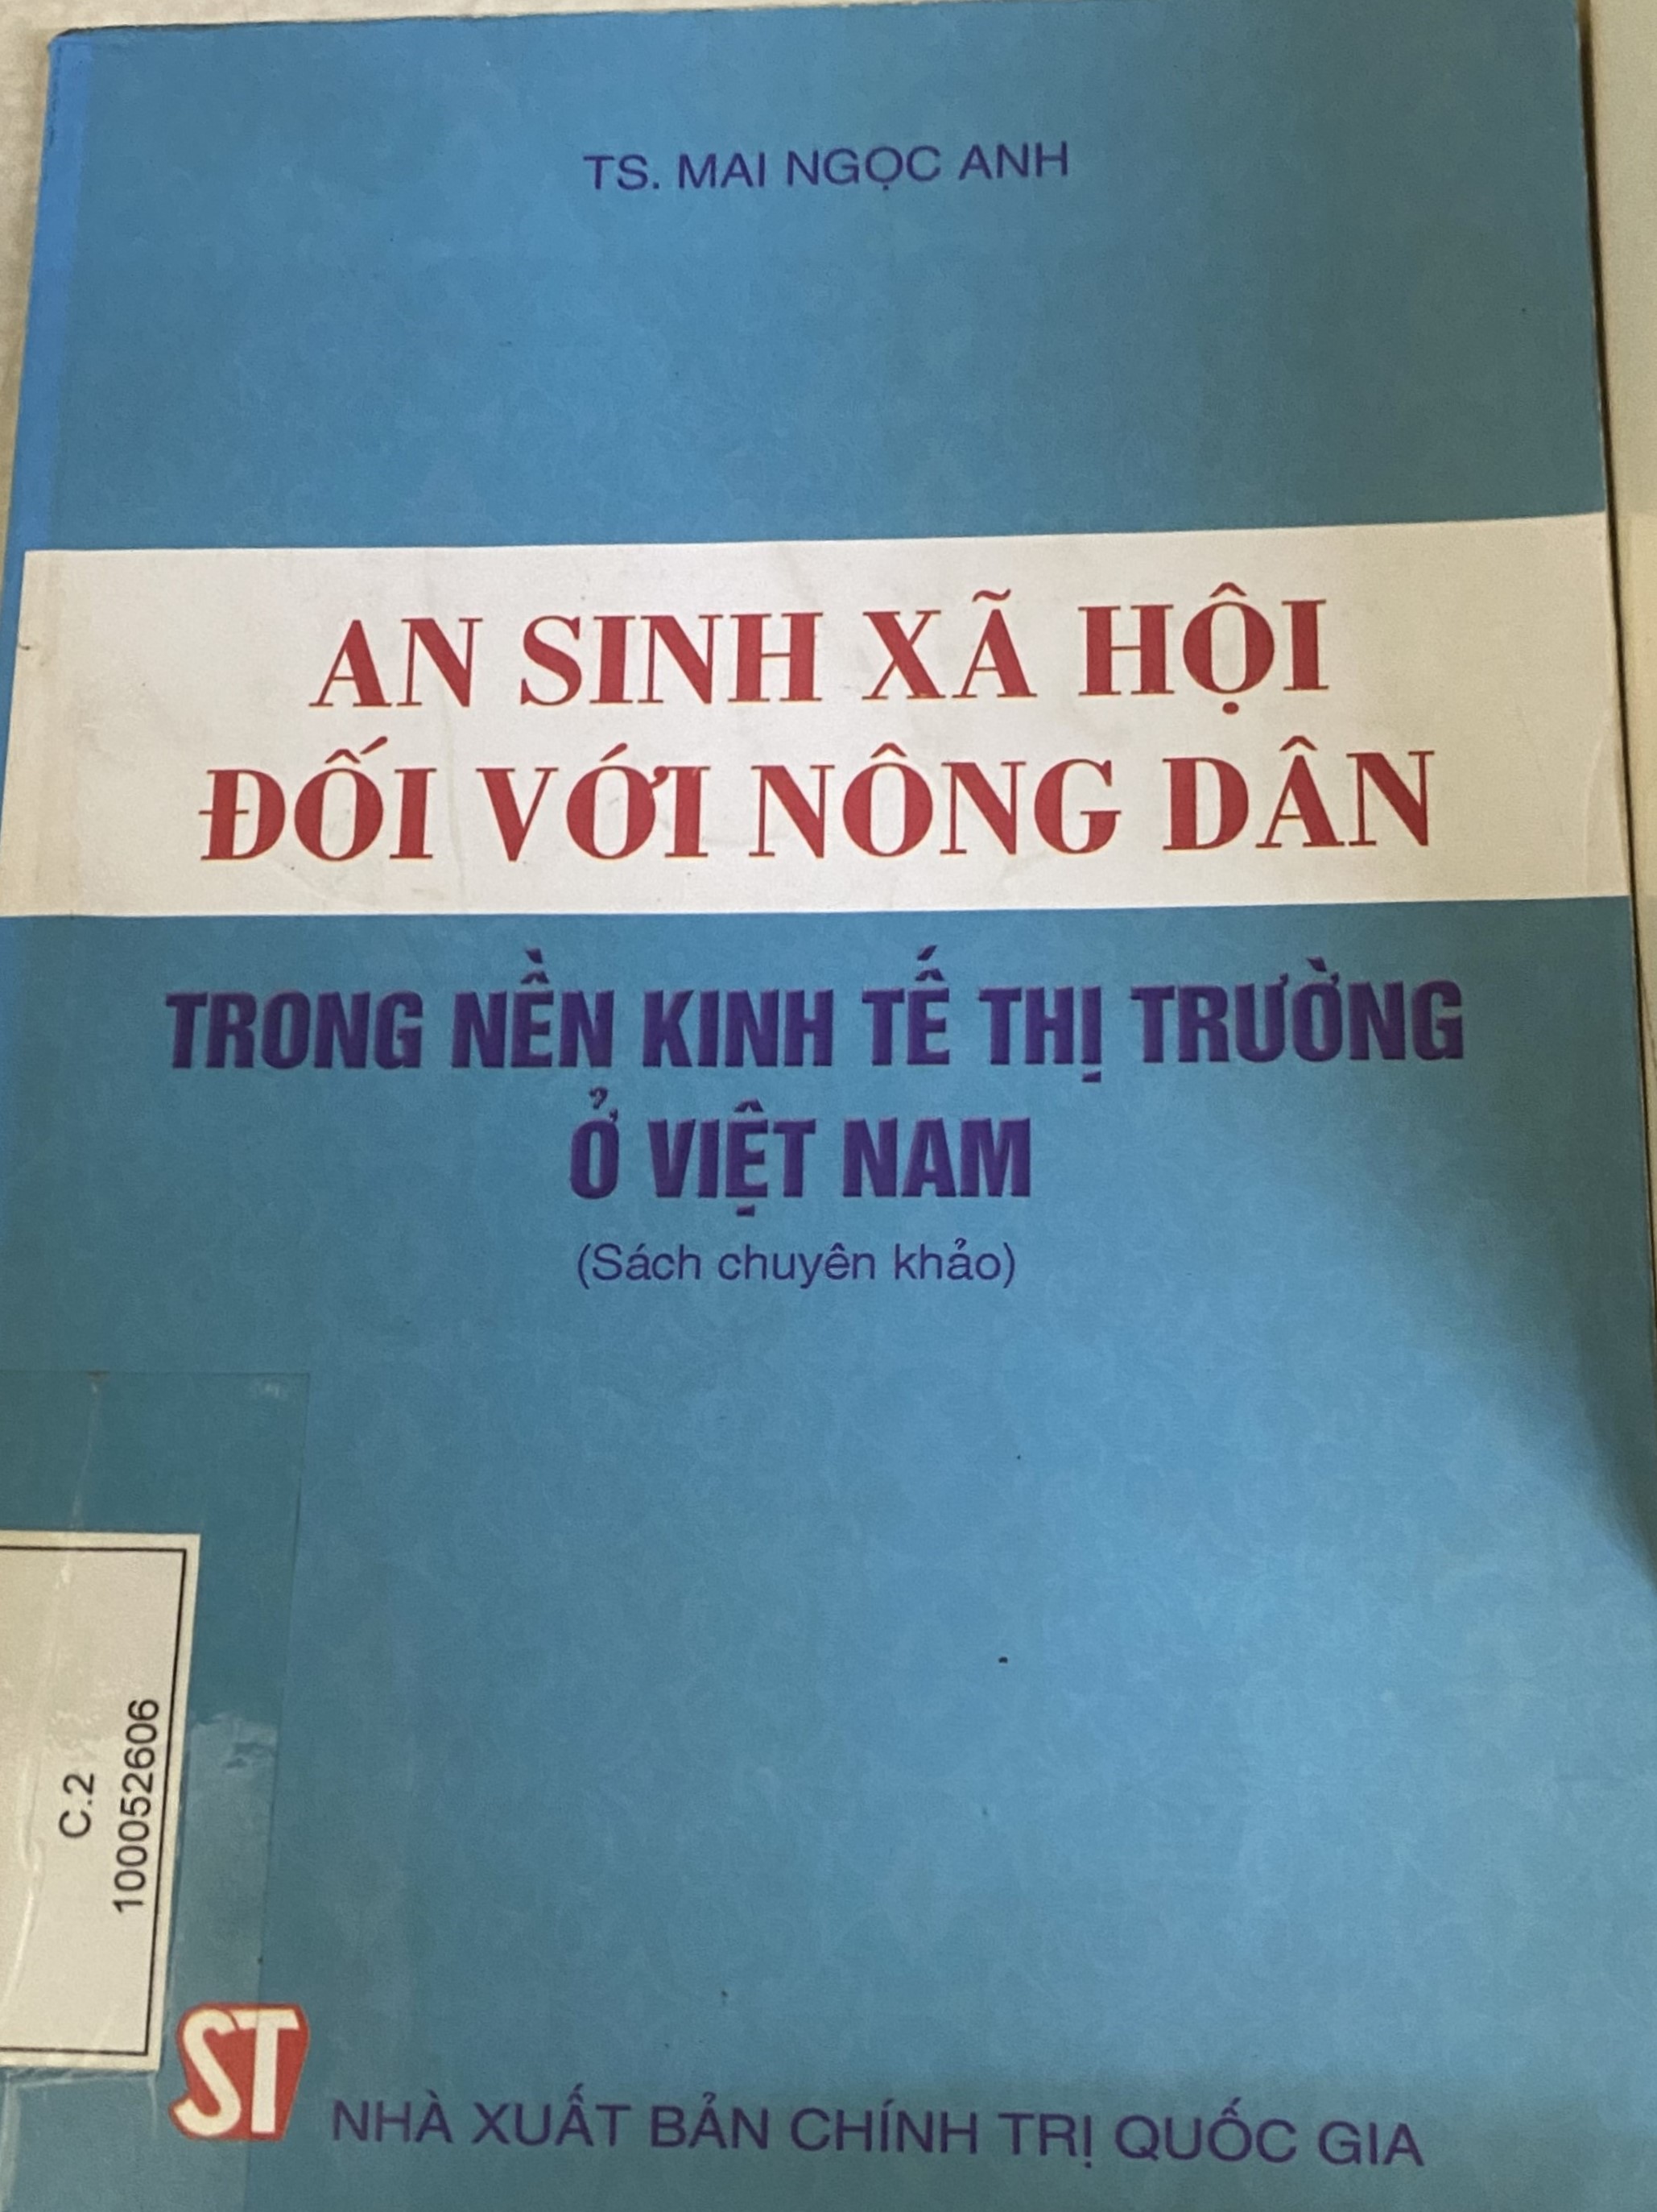 TS. MAI NGỌC ANH
AN SINH XÃ HỘI
ĐỐI VỚI NÔNG DÂN
TRONG NỀN KINH TẾ THỊ TRƯỜNG
Ở VIỆT NAM
(Sách chuyên khảo)
C.2
100052606
ST
NHÀ XUẤT BẢN CHÍNH TRỊ QUỐC GIA